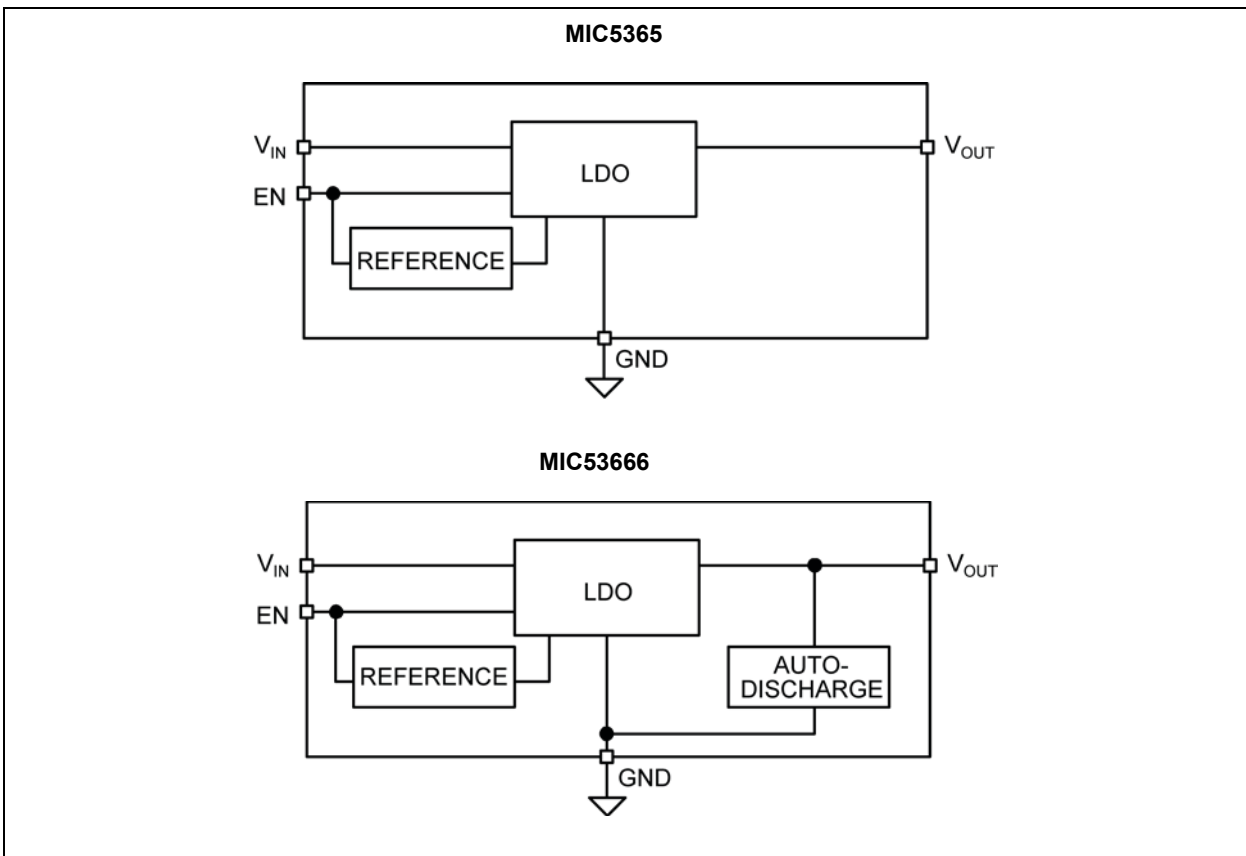 MIC5365
VIN
LDO
VOUT
EN
REFERENCE
GND
MIC53666
VIN
LDO
VOUT
EN
REFERENCE
AUTO-
DISCHARGE
GND